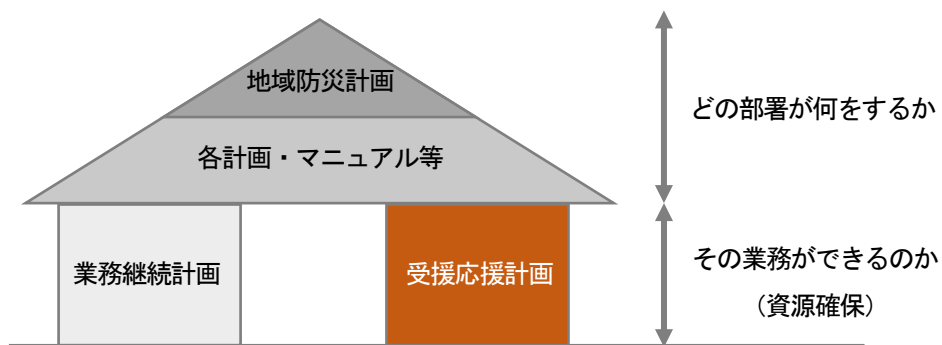 地域防災計画
どの部署が何をするか
各計画・マニュアル等
業務継続計画
受援応援計画
その業務ができるのか
（資源確保）